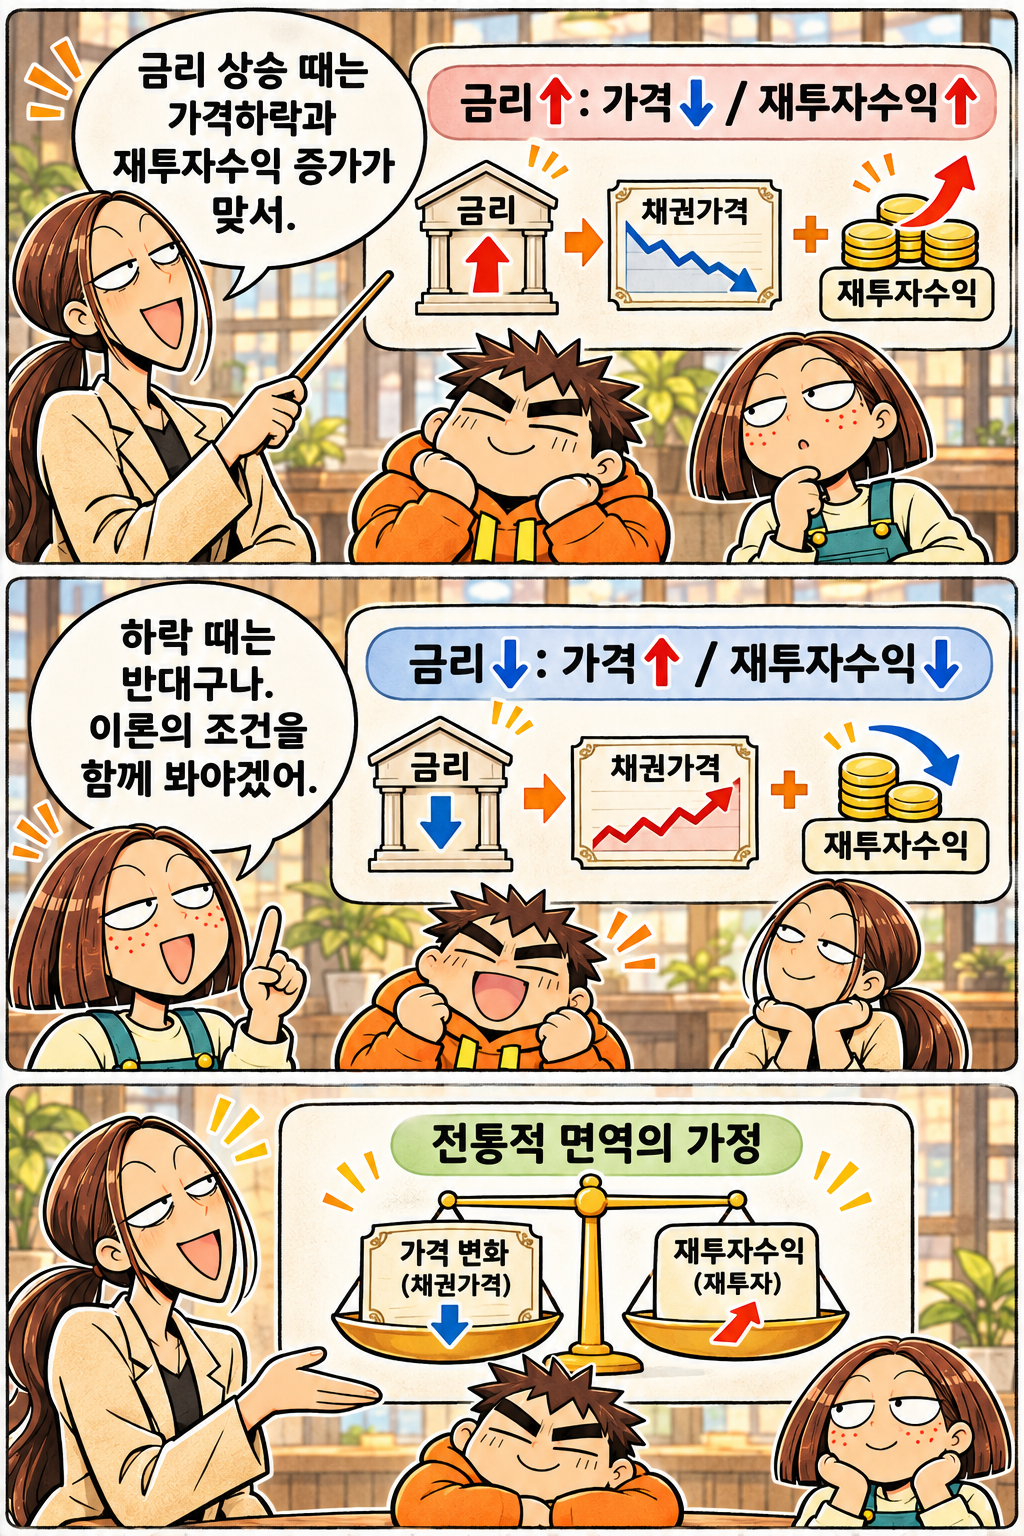 금리 상승 때는
가격하락과
재투자수익 증가가
맞서.
금리↑: 가격↓ / 재투자수익↑
금리
채권가격
재투자수익
하락 때는
반대구나.
이론의 조건을
함께 봐야겠어.
금리↓: 가격↑ / 재투자수익↓
금리
채권가격
재투자수익
전통적 면역의 가정
가격 변화
(채권가격)
재투자수익
(재투자)